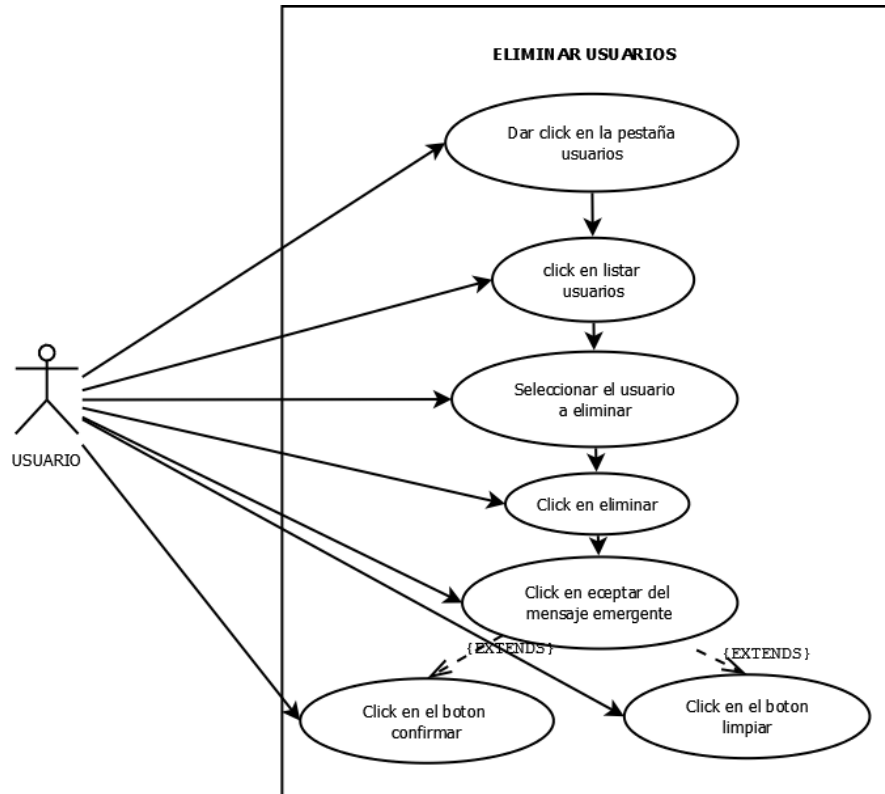 ELIMINAR USUARIOS
Dar click en la pestaña
usuarios
click en listar
usuarios
Seleccionar el usuario
a eliminar
USUARIO
Click en eliminar
Click en eceptar del
mensaje emergente
{EXTENDS}
{EXTENDS}
Click en el boton
confirmar
Click en el boton
limpiar